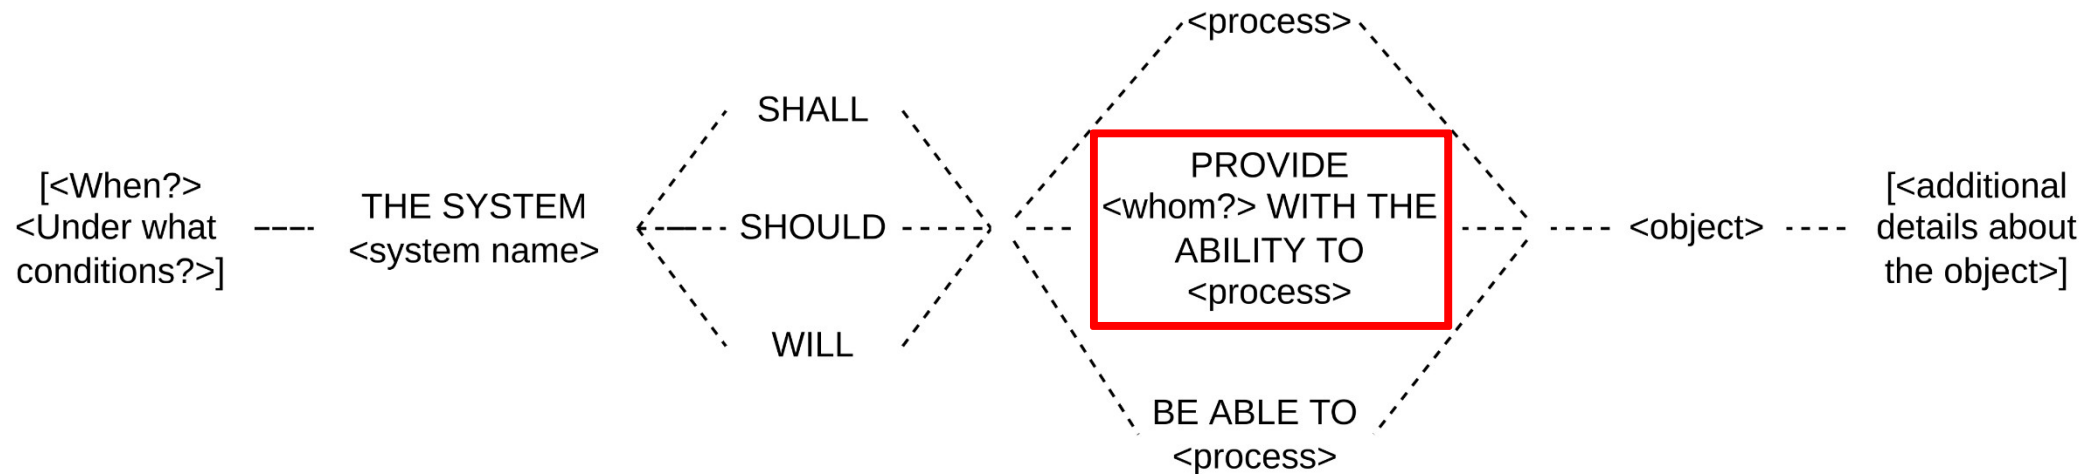 [<When?>
<Under what
conditions?>]
THE SYSTEM
<system name>
SHALL
SHOULD
WILL
<process>
PROVIDE
<whom?> WITH THE
ABILITY TO
<process>
BE ABLE TO
<process>
<object>
[<additional
details about
the object>]